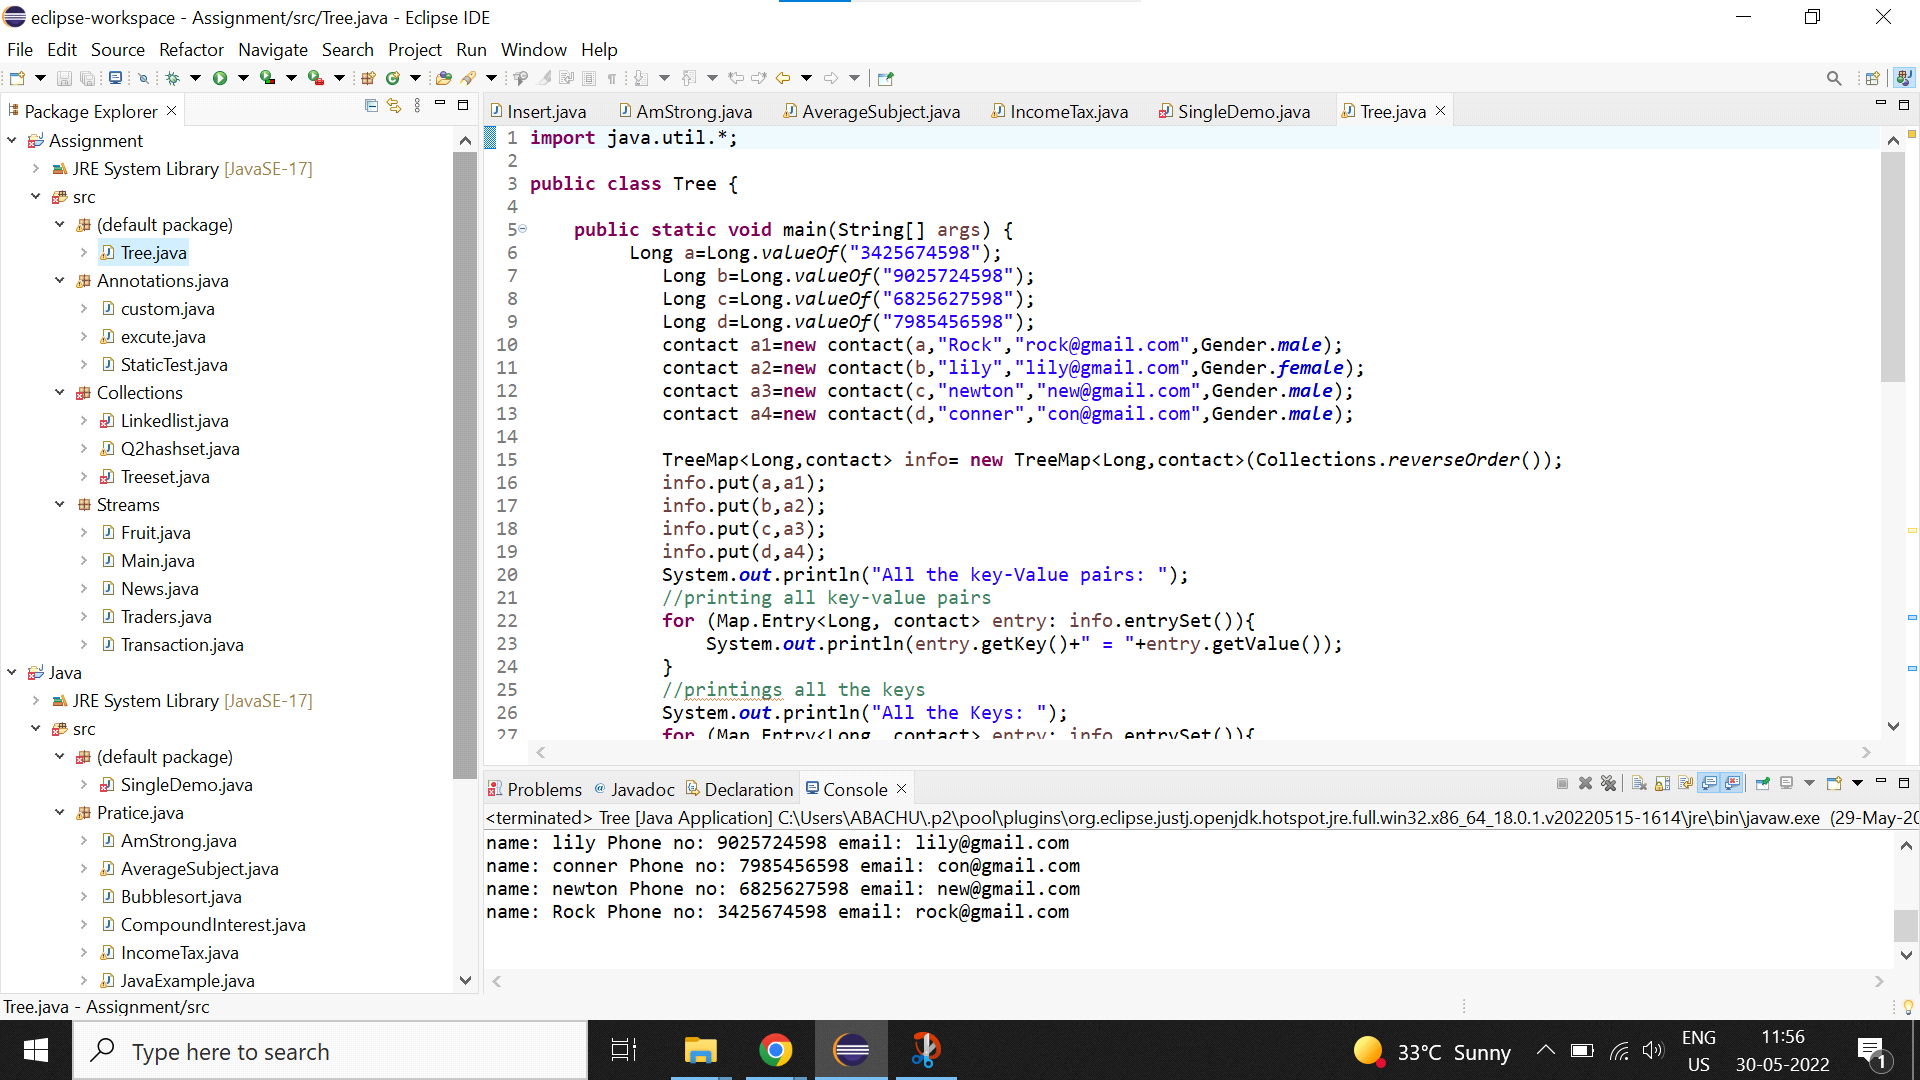 eclipse-workspace - Assignment/src/Tree.java - Eclipse IDE
File Edit Source Refactor Navigate Search Project Run Window Help
Package Explorer
Assignment
JRE System Library [JavaSE-17]
src
(default package)
Tree.java
Annotations.java
custom.java
excute.java
StaticTest.java
Collections
Linkedlist.java
Q2hashset.java
Treeset.java
Streams
Fruit.java
Main.java
News.java
Traders.java
Transaction.java
Java
JRE System Library [JavaSE-17]
src
(default package)
SingleDemo.java
Pratice.java
AmStrong.java
AverageSubject.java
Bubblesort.java
CompoundInterest.java
IncomeTax.java
JavaExample.java
Insert.java AmStrong.java AverageSubject.java IncomeTax.java SingleDemo.java Tree.java
1 import java.util.*;
2
3 public class Tree {
4
5 public static void main(String[] args) {
6 Long a=Long.valueOf("3425674598");
7 Long b=Long.valueOf("9025724598");
8 Long c=Long.valueOf("6825627598");
9 Long d=Long.valueOf("7985456598");
10 contact a1=new contact(a,"Rock","rock@gmail.com",Gender.male);
11 contact a2=new contact(b,"lily","lily@gmail.com",Gender.female);
12 contact a3=new contact(c,"newton","new@gmail.com",Gender.male);
13 contact a4=new contact(d,"conner","con@gmail.com",Gender.male);
14
15 TreeMap<Long,contact> info= new TreeMap<Long,contact>(Collections.reverseOrder());
16 info.put(a,a1);
17 info.put(b,a2);
18 info.put(c,a3);
19 info.put(d,a4);
20 System.out.println("All the key-Value pairs: ");
21 //printing all key-value pairs
22 for (Map.Entry<Long, contact> entry: info.entrySet()){
23 System.out.println(entry.getKey()+" = "+entry.getValue());
24 }
25 //printings all the keys
26 System.out.println("All the Keys: ");
27 for (Map.Entry<Long, contact> entry: info.entrySet()){
Problems Javadoc Declaration Console
<terminated> Tree [Java Application] C:\Users\ABACHU\.p2\pool\plugins\org.eclipse.justj.openjdk.hotspot.jre.full.win32.x86_64_18.0.1.v20220515-1614\jre\bin\javaw.exe (29-May-20
name: lily Phone no: 9025724598 email: lily@gmail.com
name: conner Phone no: 7985456598 email: con@gmail.com
name: newton Phone no: 6825627598 email: new@gmail.com
name: Rock Phone no: 3425674598 email: rock@gmail.com
Tree.java - Assignment/src
Type here to search
33°C Sunny
ENG
US
11:56
30-05-2022
1